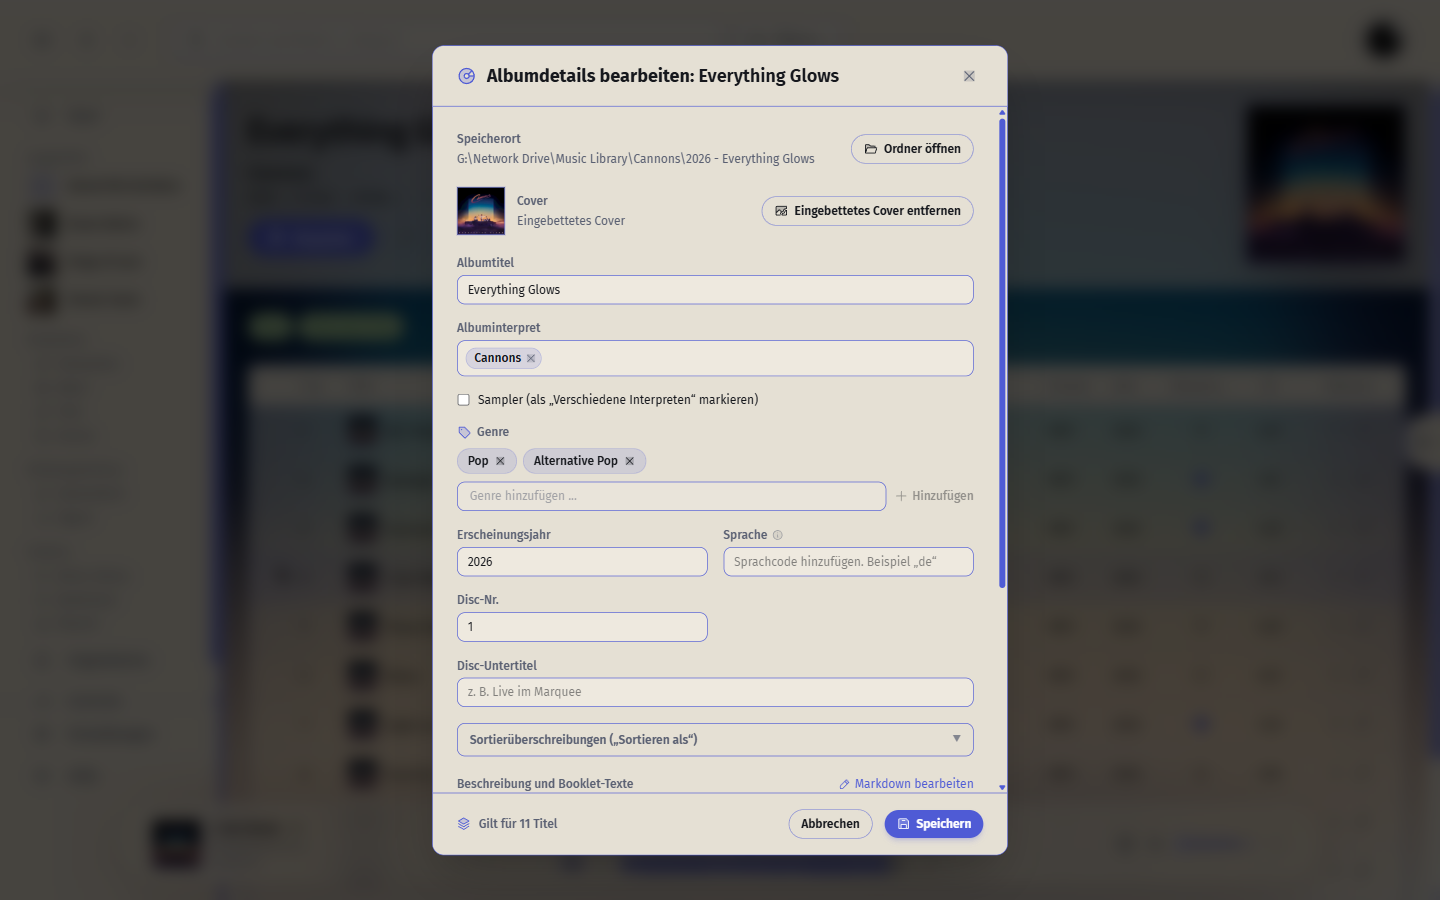 Albumdetails bearbeiten: Everything Glows
Speicherort
G:\Network Drive\Music Library\Cannons\2026 - Everything Glows
Ordner öffnen
Cover
Eingebettetes Cover
Eingebettetes Cover entfernen
Albumtitel
Everything Glows
Albuminterpret
Cannons
Sampler (als „Verschiedene Interpreten“ markieren)
Genre
Pop
Alternative Pop
Genre hinzufügen ...
Hinzufügen
Erscheinungsjahr
Sprache
2026
Sprachcode hinzufügen. Beispiel „de“
Disc-Nr.
1
Disc-Untertitel
z. B. Live im Marquee
Sortierüberschreibungen („Sortieren als“)
Beschreibung und Booklet-Texte
Markdown bearbeiten
Gilt für 11 Titel
Abbrechen
Speichern